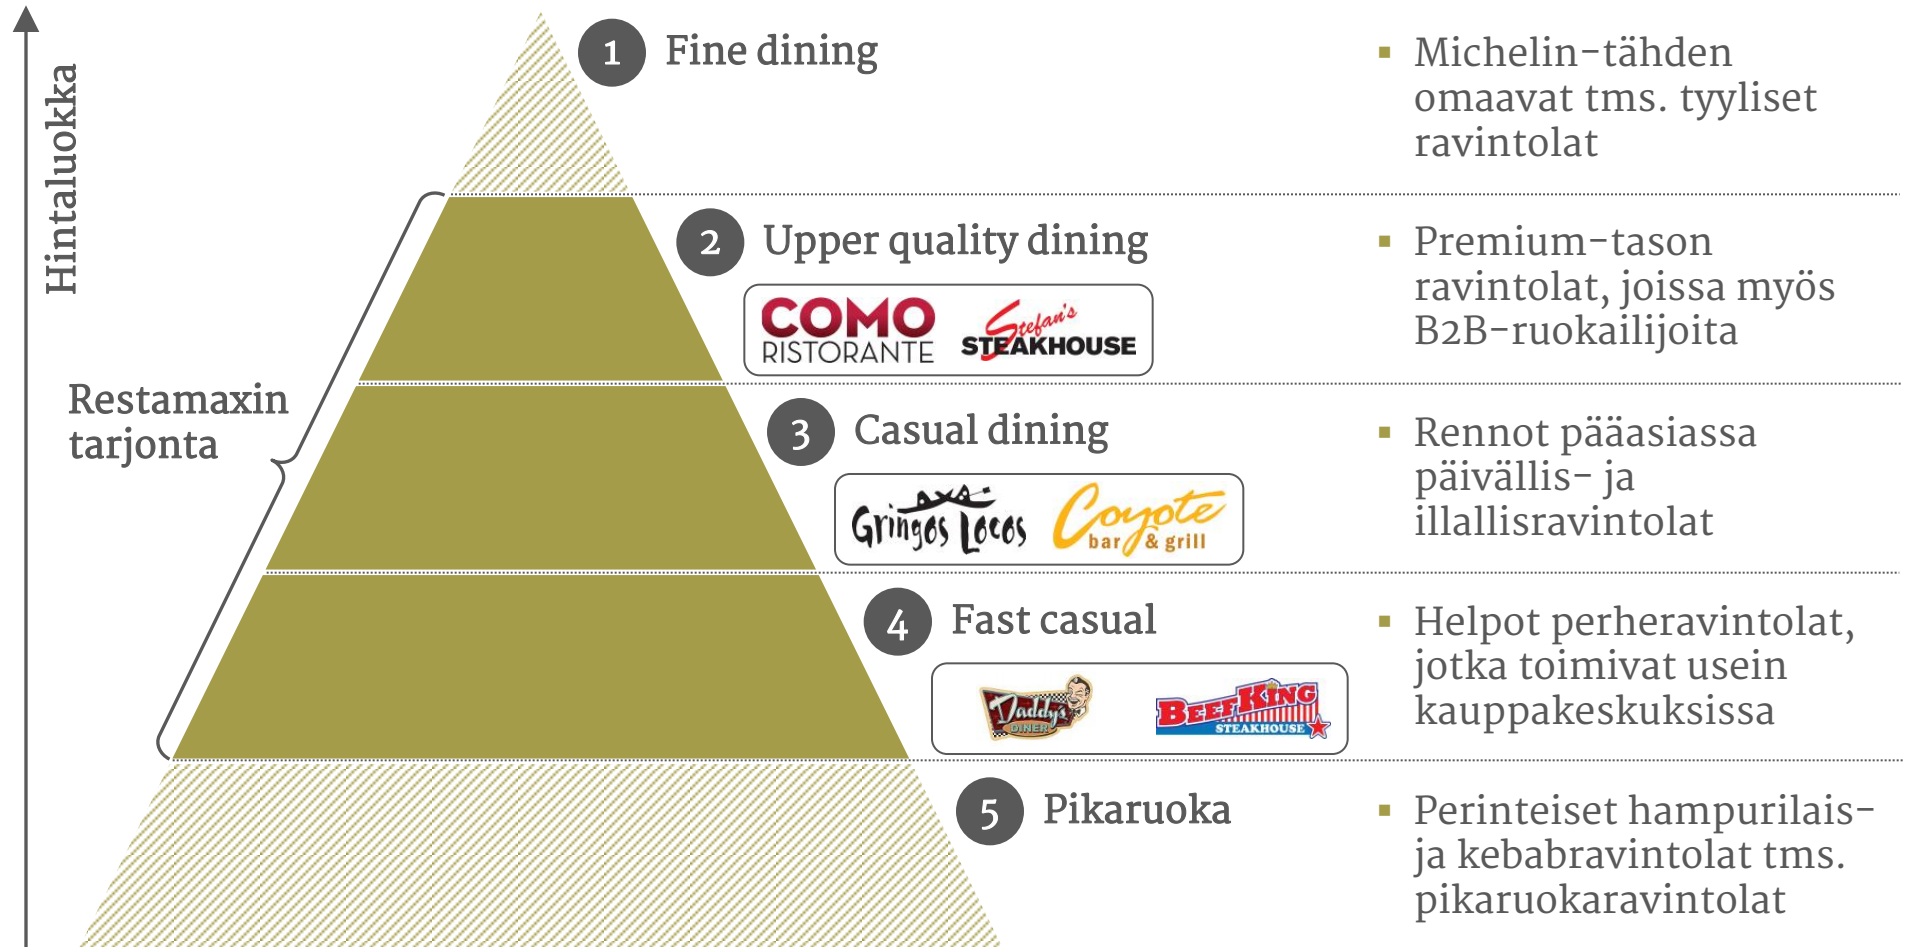 Hintaluokka
1 Fine dining
▪ Michelin-tähden
omaavat tms. tyyliset
ravintolat
2 Upper quality dining
COMO
RISTORANTE
Stefan's
STEAKHOUSE
▪ Premium-tason
ravintolat, joissa myös
B2B-ruokailijoita
Restamaxin
tarjonta
3 Casual dining
Gringos Locos
Coyote
bar & grill
▪ Rennot pääasiassa
päivällis- ja
illallisravintolat
4 Fast casual
Daddy's
DINER
BEEFKING
STEAKHOUSE
▪ Helpot perheravintolat,
jotka toimivat usein
kauppakeskuksissa
5 Pikaruoka
▪ Perinteiset hampurilais-
ja kebabravintolat tms.
pikaruokaravintolat